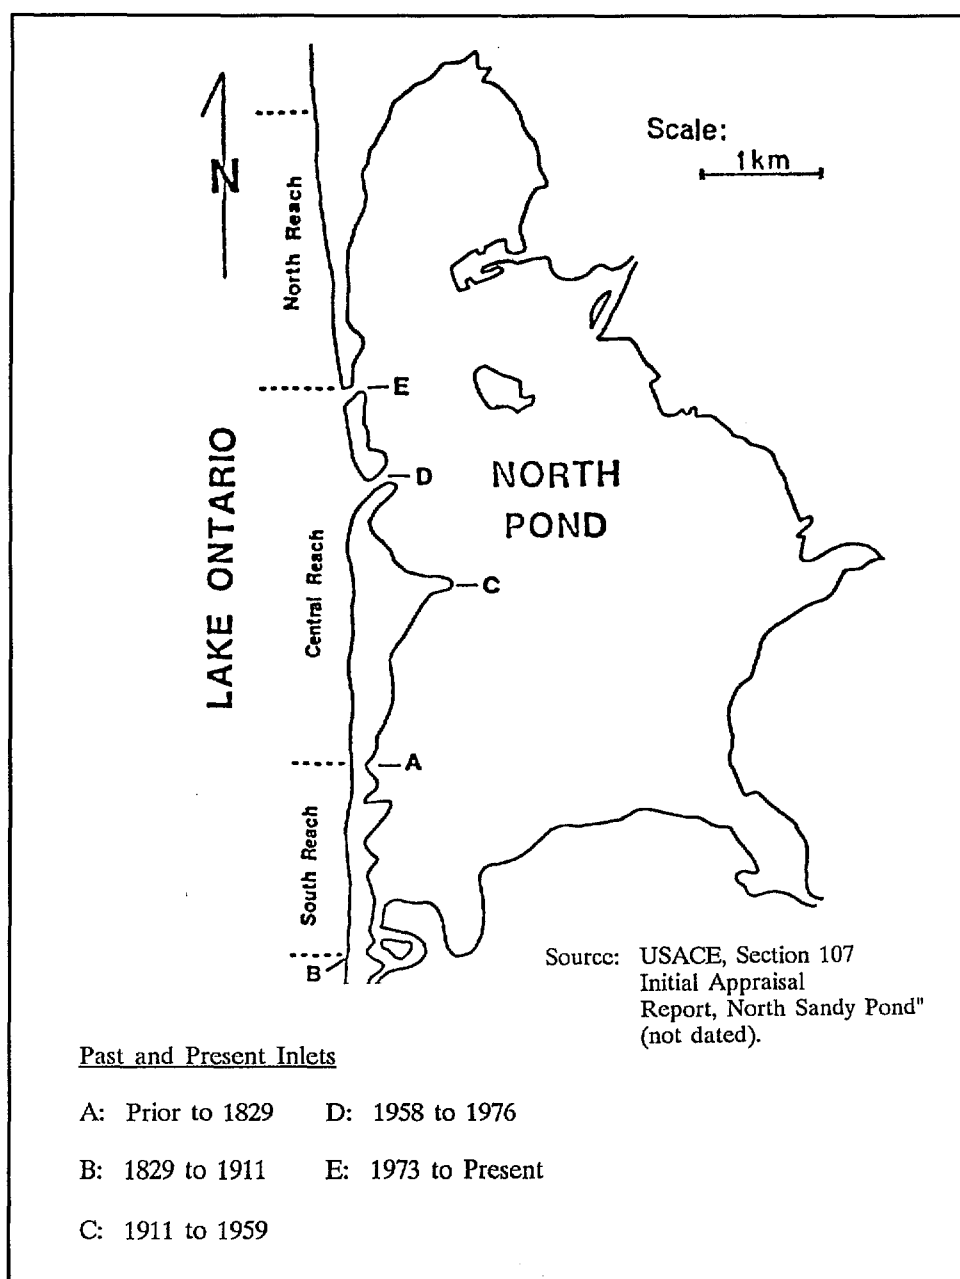 Scale:
1km
N
North Reach
E
LAKE ONTARIO
D
NORTH
POND
Central Reach
C
A
South Reach
B
Source: USACE, Section 107
Initial Appraisal
Report, North Sandy Pond"
(not dated).
Past and Present Inlets
A: Prior to 1829 D: 1958 to 1976
B: 1829 to 1911 E: 1973 to Present
C: 1911 to 1959